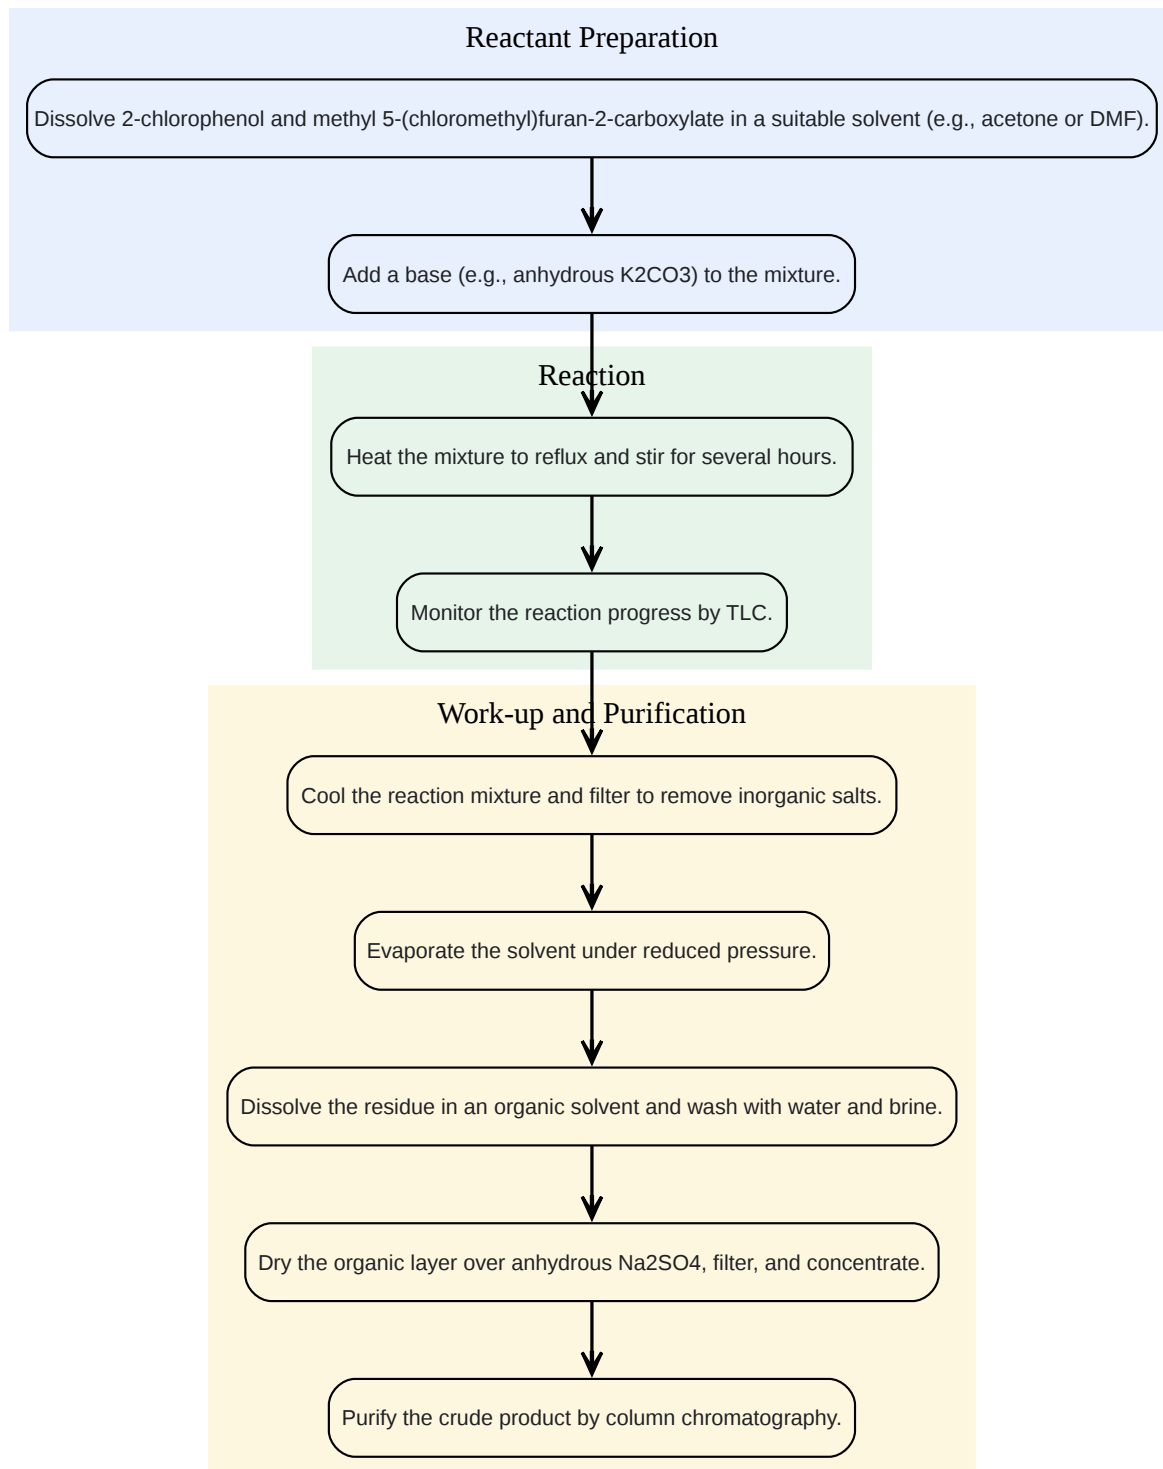 Reactant Preparation
Dissolve 2-chlorophenol and methyl 5-(chloromethyl)furan-2-carboxylate in a suitable solvent (e.g., acetone or DMF).
Add a base (e.g., anhydrous K2CO3) to the mixture.
Reaction
Heat the mixture to reflux and stir for several hours.
Monitor the reaction progress by TLC.
Work-up and Purification
Cool the reaction mixture and filter to remove inorganic salts.
Evaporate the solvent under reduced pressure.
Dissolve the residue in an organic solvent and wash with water and brine.
Dry the organic layer over anhydrous Na2SO4, filter, and concentrate.
Purify the crude product by column chromatography.